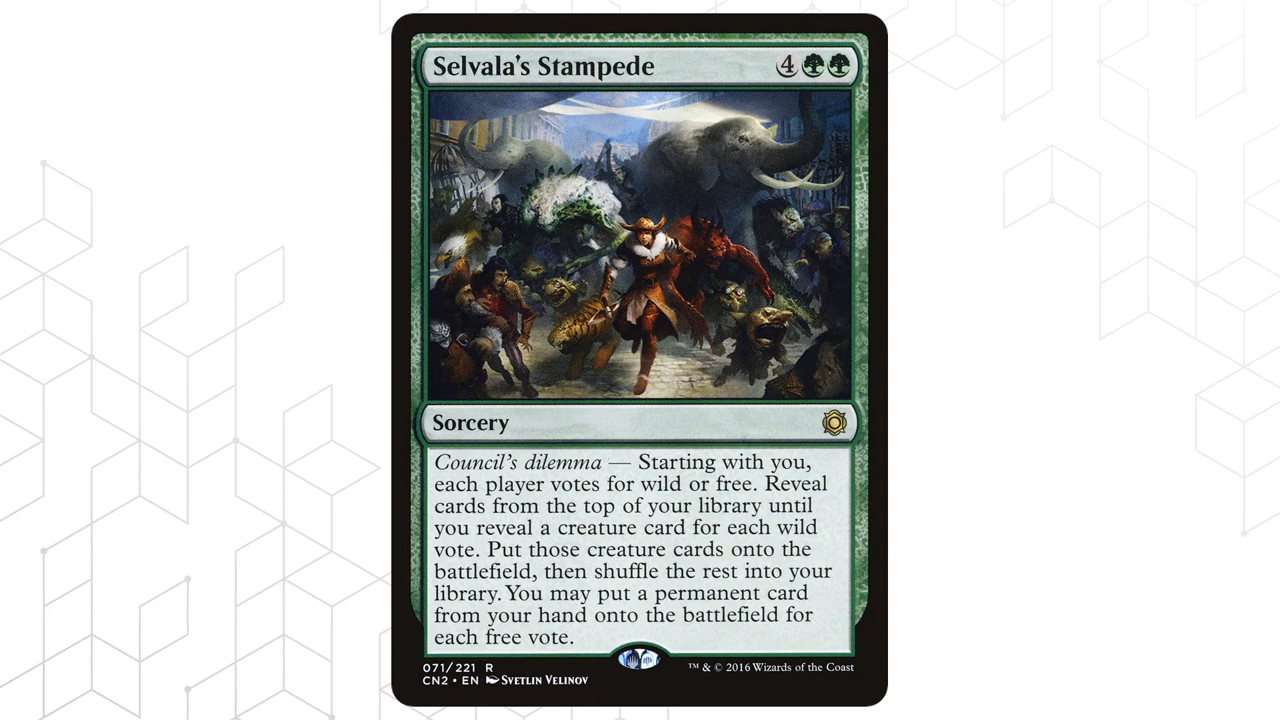 Selvala's Stampede 4
Sorcery
Council's dilemma — Starting with you,
each player votes for wild or free. Reveal
cards from the top of your library until
you reveal a creature card for each wild
vote. Put those creature cards onto the
battlefield, then shuffle the rest into your
library. You may put a permanent card
from your hand onto the battlefield for
each free vote.
071/221 R
CN2 • EN Svetlin Velinov
™ & © 2016 Wizards of the Coast